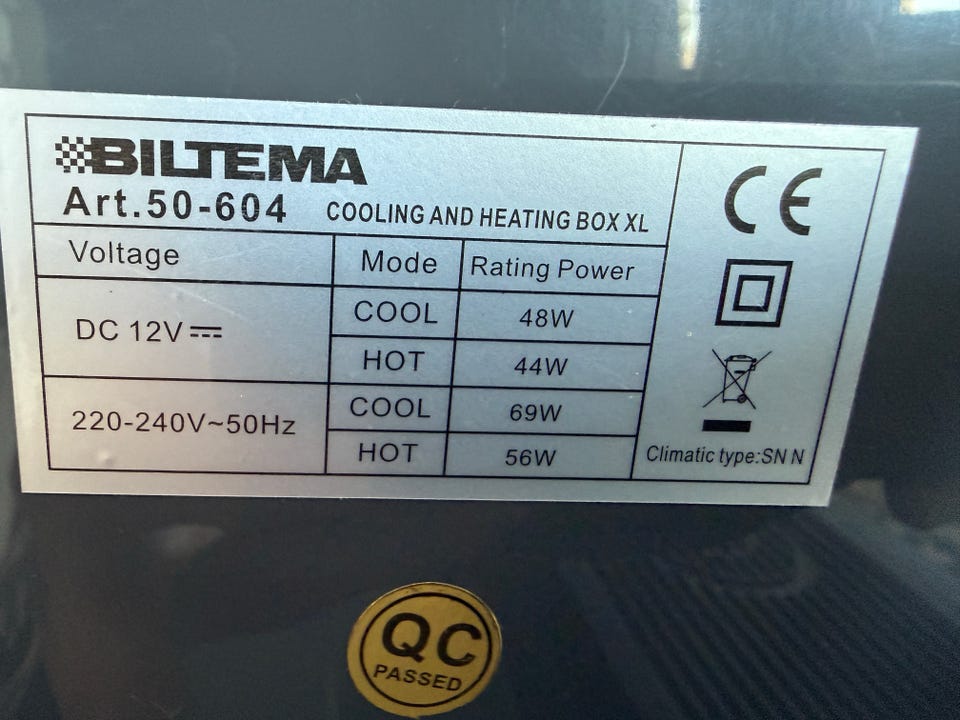 BILTEMA
Art.50-604 COOLING AND HEATING BOX XL
Voltage Mode Rating Power
DC 12V⎓ COOL 48W
HOT 44W
220-240V~50Hz COOL 69W
HOT 56W
CE
Climatic type:SN N
QC
PASSED